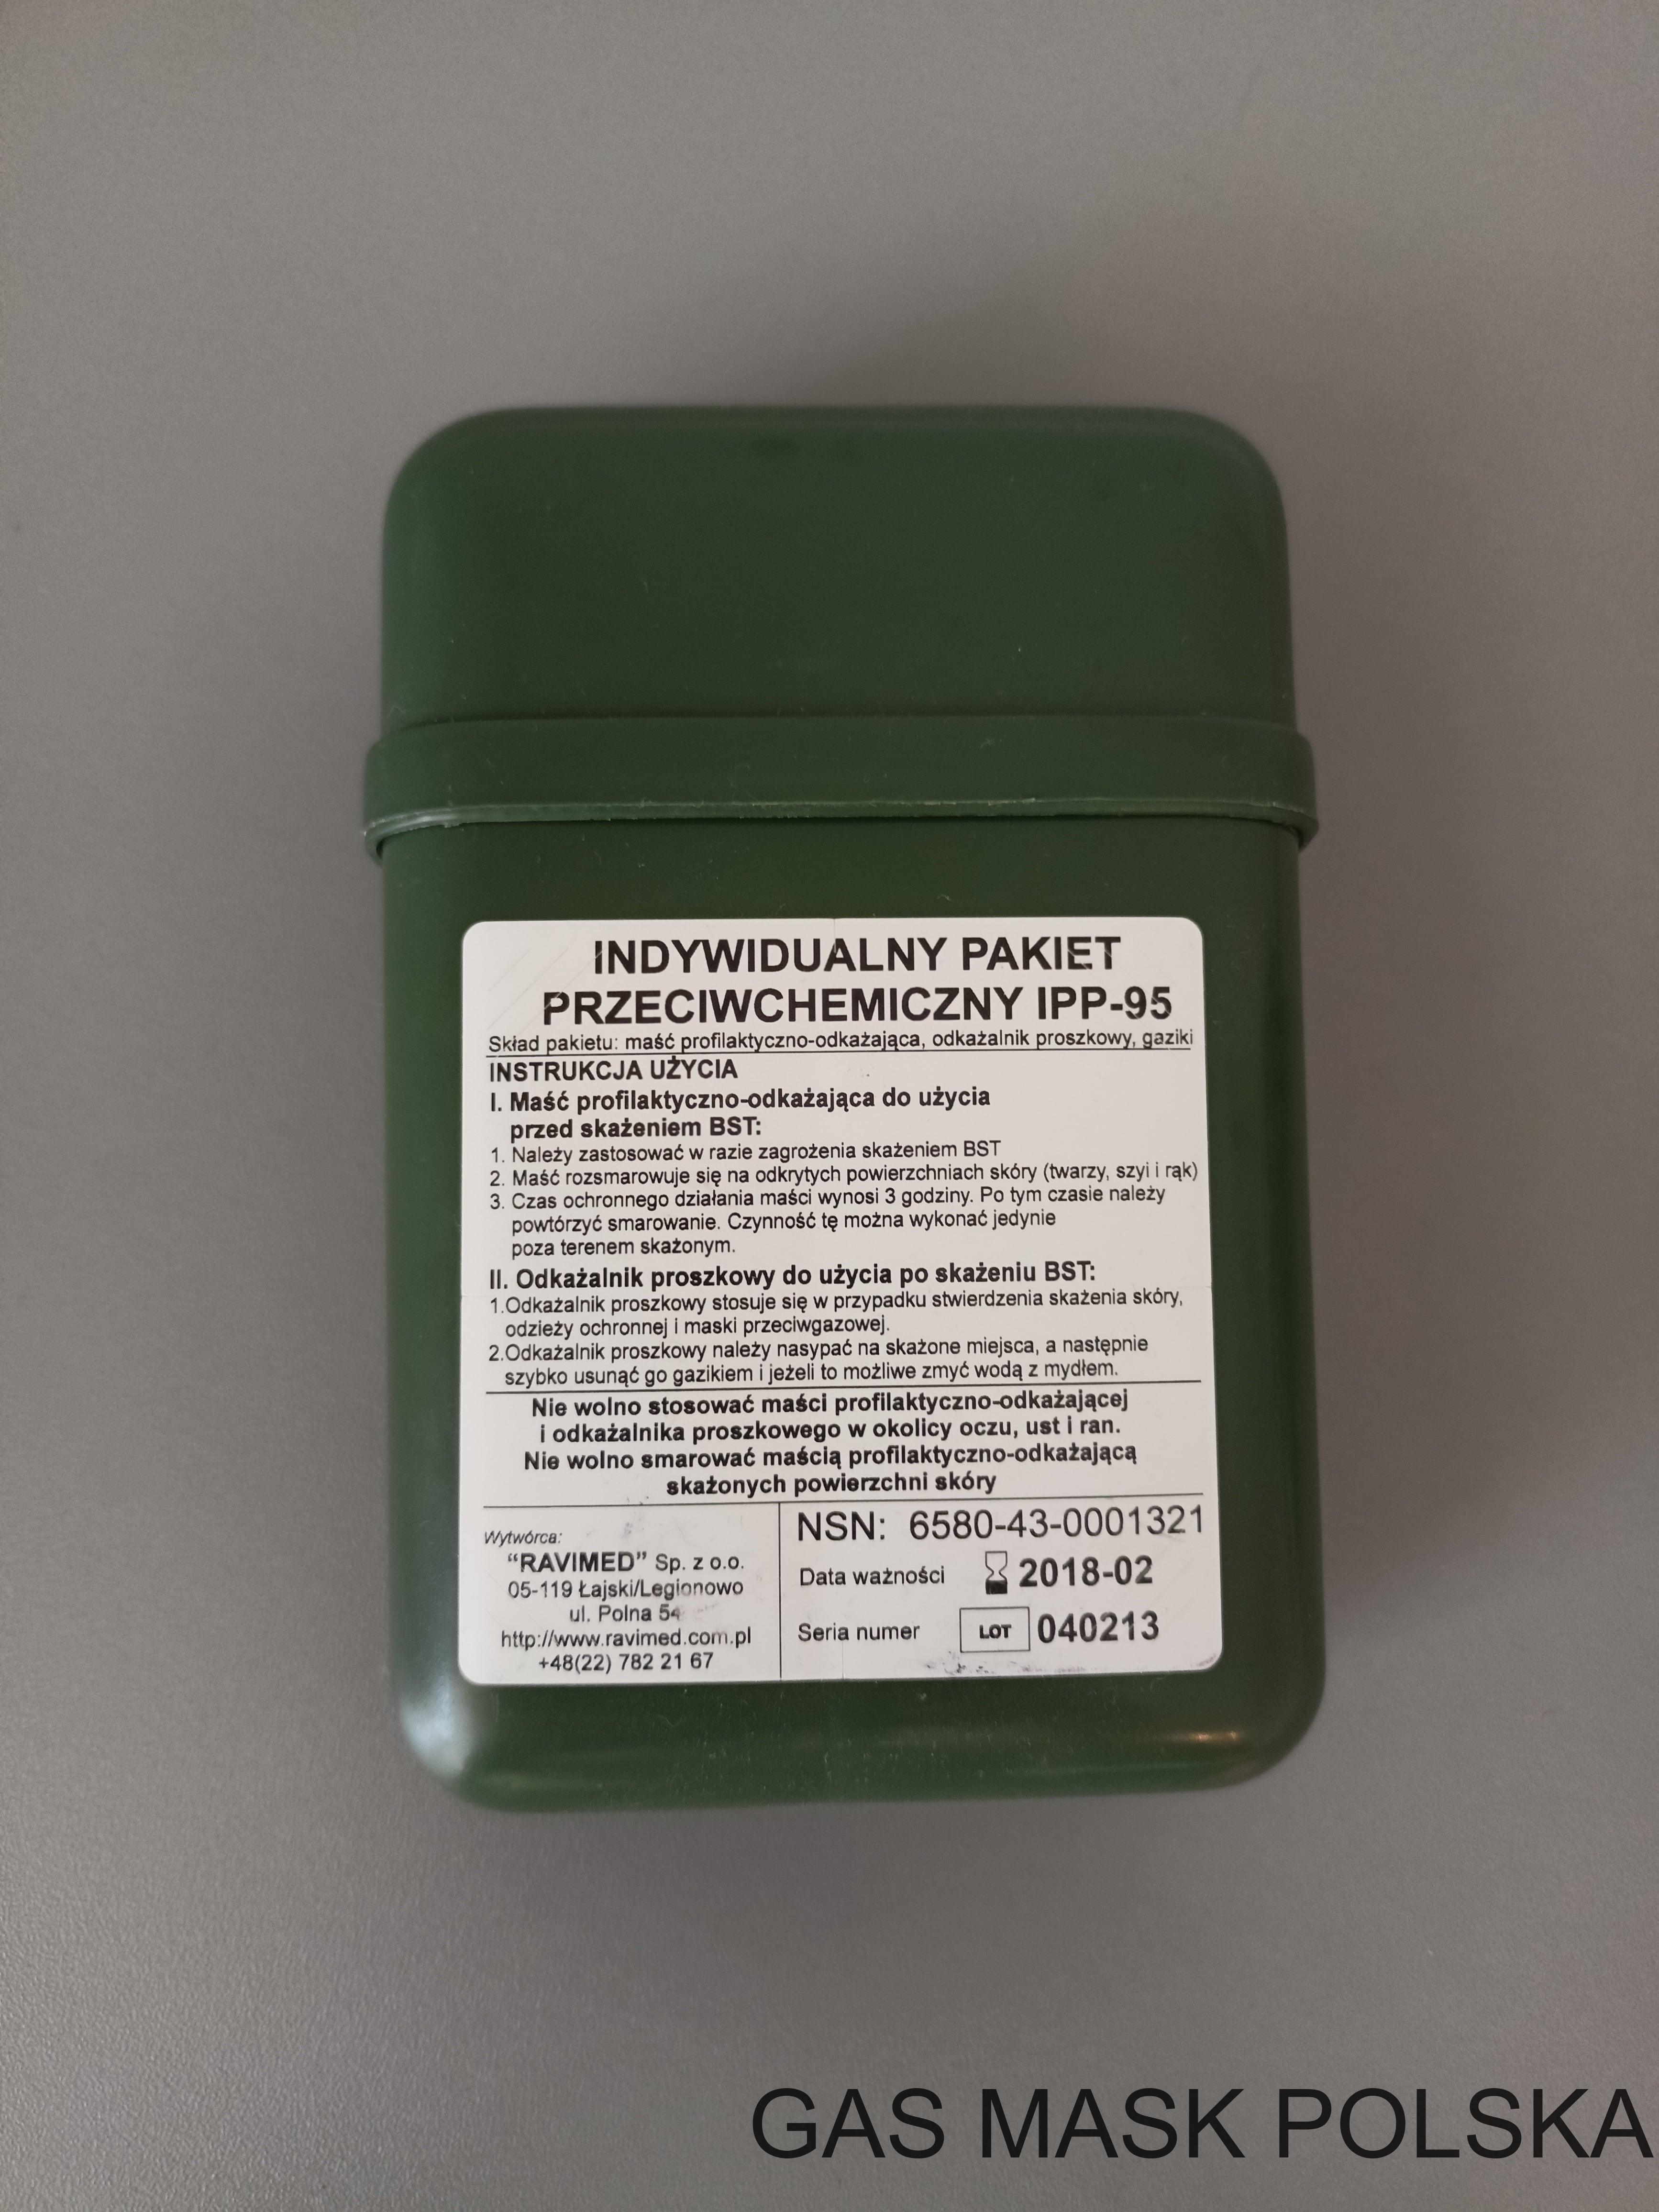 INDYWIDUALNY PAKIET
PRZECIWCHEMICZNY IPP-95
Skład pakietu: maść profilaktyczno-odkażająca, odkażalnik proszkowy, gaziki
INSTRUKCJA UŻYCIA
I. Maść profilaktyczno-odkażająca do użycia
przed skażeniem BST:
1. Należy zastosować w razie zagrożenia skażeniem BST
2. Maść rozsmarowuje się na odkrytych powierzchniach skóry (twarzy, szyi i rąk)
3. Czas ochronnego działania maści wynosi 3 godziny. Po tym czasie należy
powtórzyć smarowanie. Czynność tę można wykonać jedynie
poza terenem skażonym.
II. Odkażalnik proszkowy do użycia po skażeniu BST:
1.Odkażalnik proszkowy stosuje się w przypadku stwierdzenia skażenia skóry,
odzieży ochronnej i maski przeciwgazowej.
2.Odkażalnik proszkowy należy nasypać na skażone miejsca, a następnie
szybko usunąć go gazikiem i jeżeli to możliwe zmyć wodą z mydłem.
Nie wolno stosować maści profilaktyczno-odkażającej
i odkażalnika proszkowego w okolicy oczu, ust i ran.
Nie wolno smarować maścią profilaktyczno-odkażającą
skażonych powierzchni skóry
Wytwórca:
"RAVIMED" Sp. z o.o.
05-119 Łajski/Legionowo
ul. Polna 54
http://www.ravimed.com.pl
+48(22) 782 21 67
NSN: 6580-43-0001321
Data ważności 2018-02
Seria numer LOT 040213
GAS MASK POLSKA